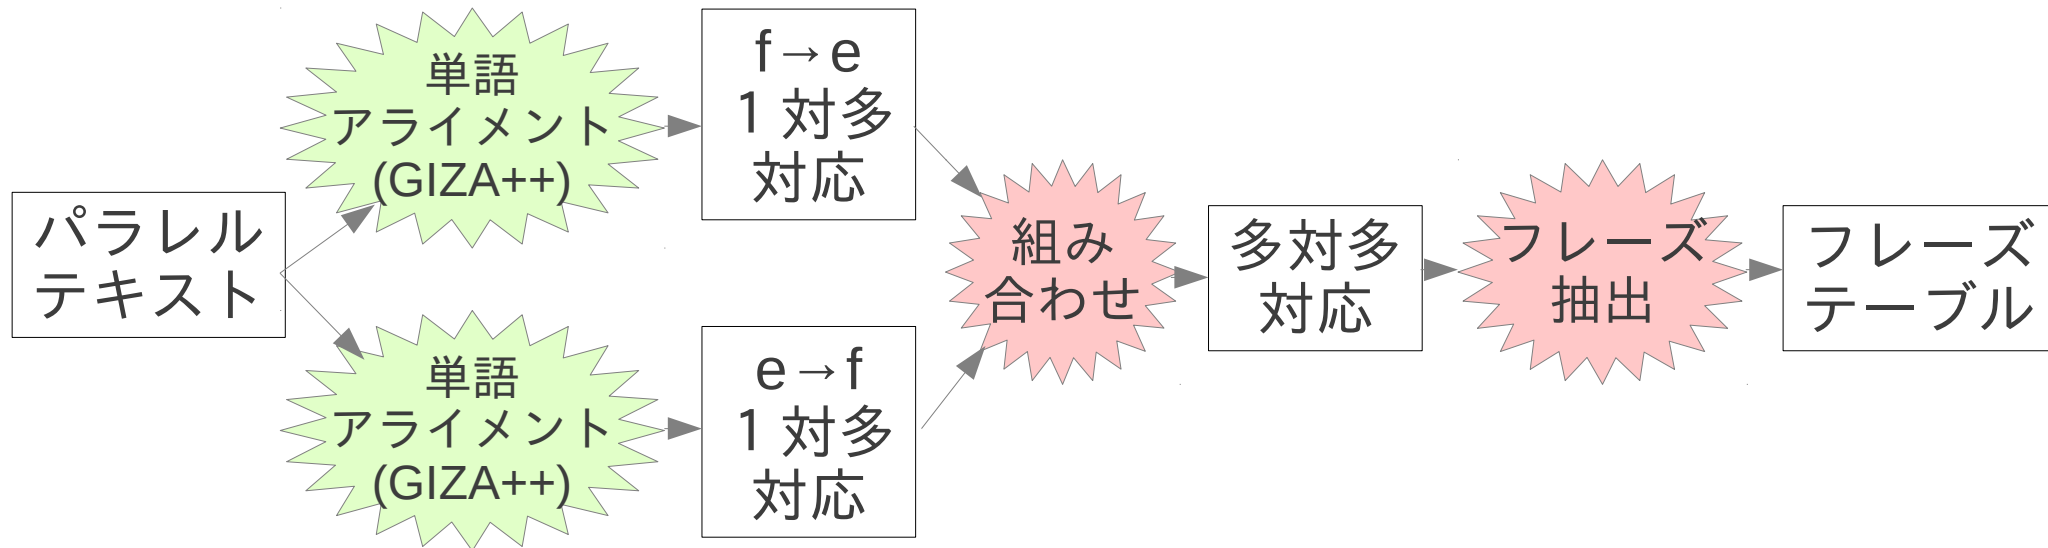 パラレル
テキスト
単語
アライメント
(GIZA++)
単語
アライメント
(GIZA++)
f→e
1 対多
対応
e→f
1 対多
対応
組み
合わせ
多対多
対応
フレーズ
抽出
フレーズ
テーブル